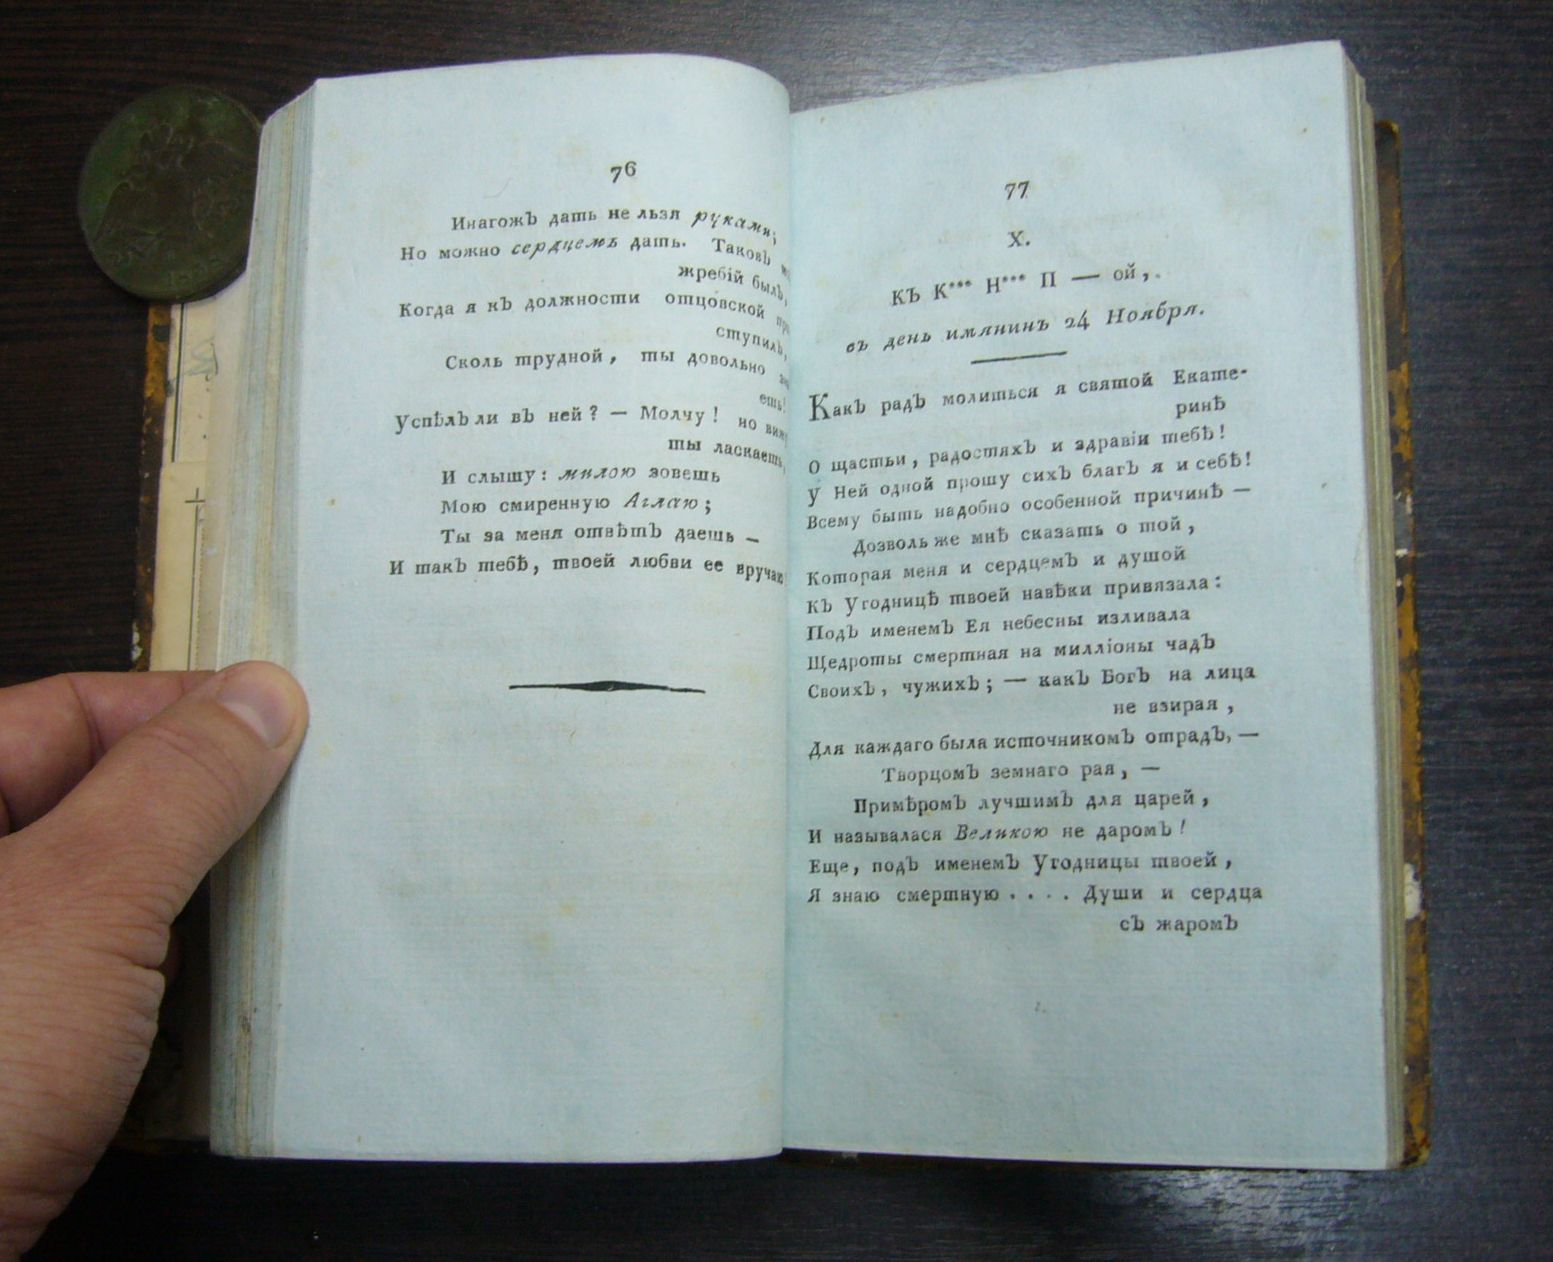 76
Инагожъ дать не льзя руками;
Но можно сердцемъ дать. Таковъ
жребій былъ,
Когда я къ должности отцовской
ступилъ,
Сколь трудной, ты довольно
ешь!
Успѣлъ ли въ ней? — Молчу! но вижу
ты ласкаешь,
И слышу: милою зовешь
Мою смиренную Аглаю;
Ты за меня отвѣтъ даешь —
И такъ тебѣ, твоей любви ее вручаю!
77
X.
Къ К*** Н*** П — ой,
въ день имянинъ 24 Ноября.
Какъ радъ молиться я святой Екате-
ринѣ
О щастьи, радостяхъ и здравіи тебѣ!
У Ней одной прошу сихъ благъ я и себѣ!
Всему быть надобно особенной причинѣ —
Дозволь же мнѣ сказать о той,
Которая меня и сердцемъ и душой
Къ Угодницѣ твоей навѣки привязала:
Подъ именемъ Ея небесны изливала
Щедроты смертная на милліоны чадъ
Своихъ, чужихъ; — какъ Богъ на лица
не взирая,
Для каждаго была источникомъ отрадъ, —
Творцомъ земнаго рая, —
Примѣромъ лучшимъ для царей,
И называлася Великою не даромъ!
Еще, подъ именемъ Угодницы твоей,
Я знаю смертную . . . . Души и сердца
съ жаромъ